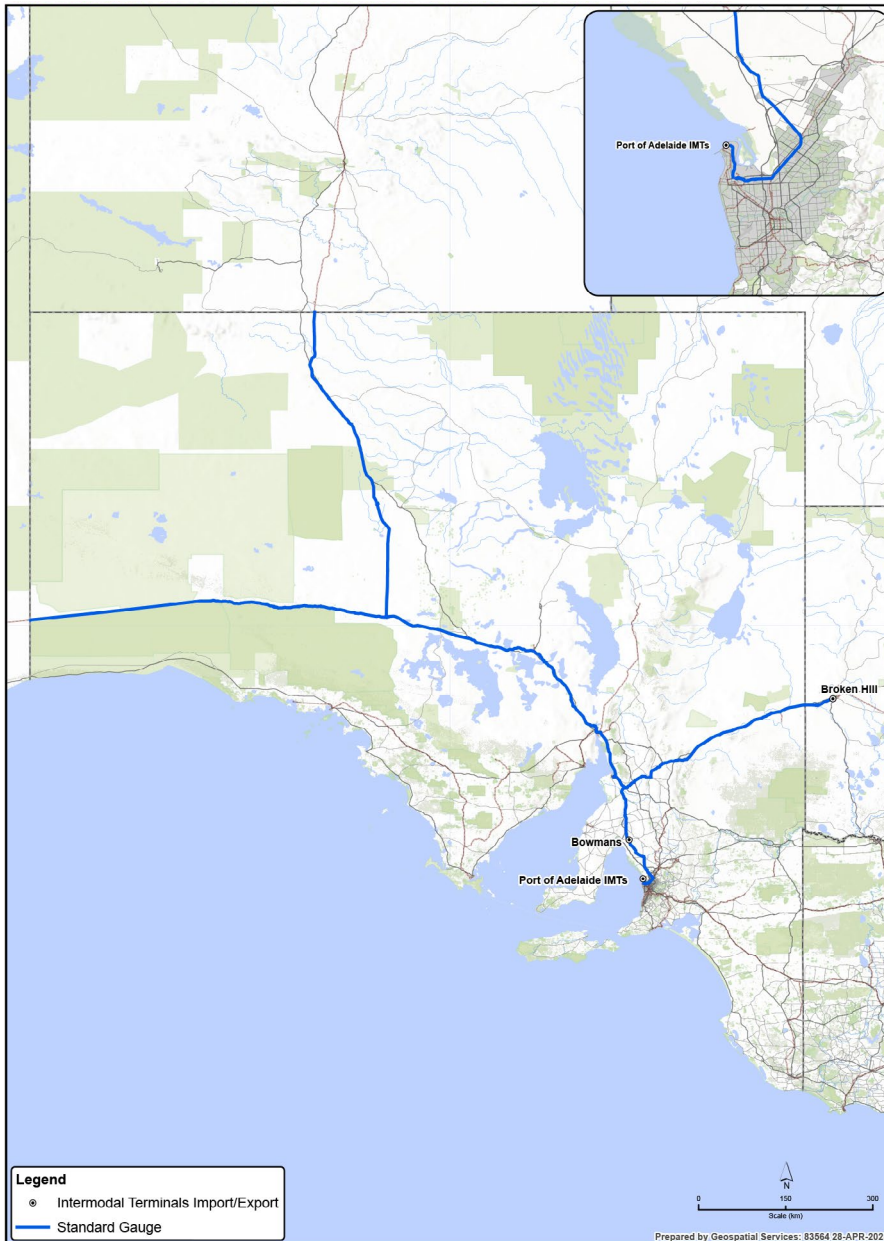 Port of Adelaide IMTs
Broken Hill
Bowmans
Port of Adelaide IMTs
Legend
Intermodal Terminals Import/Export
Standard Gauge
N
0 150 300
Scale (km)
Prepared by Geospatial Services: 83564 28-APR-202